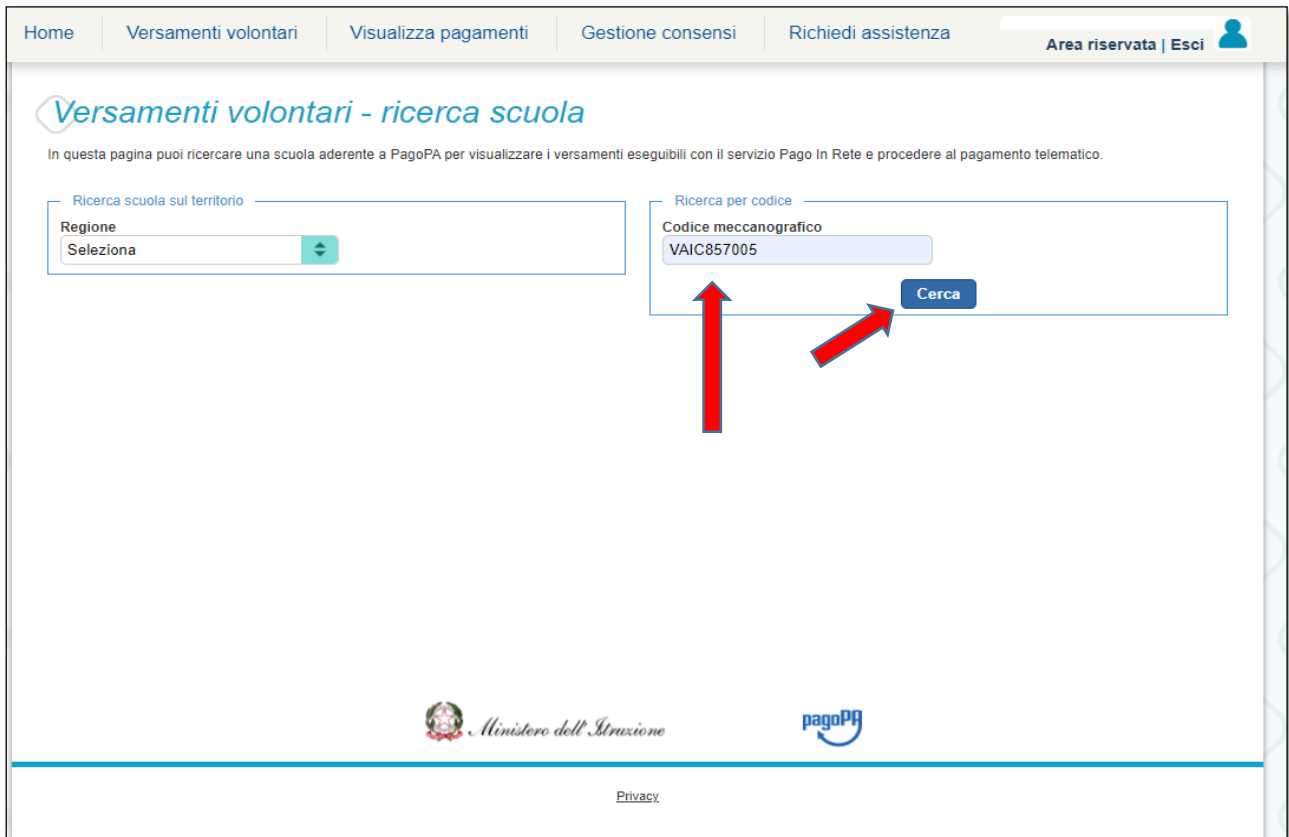 Home
Versamenti volontari
Visualizza pagamenti
Gestione consensi
Richiedi assistenza
Area riservata | Esci
Versamenti volontari - ricerca scuola
In questa pagina puoi ricercare una scuola aderente a PagoPA per visualizzare i versamenti eseguibili con il servizio Pago In Rete e procedere al pagamento telematico.
Ricerca scuola sul territorio
Regione
Seleziona
Ricerca per codice
Codice meccanografico
VAIC857005
Cerca
Ministero dell'Istruzione
pagoPA
Privacy